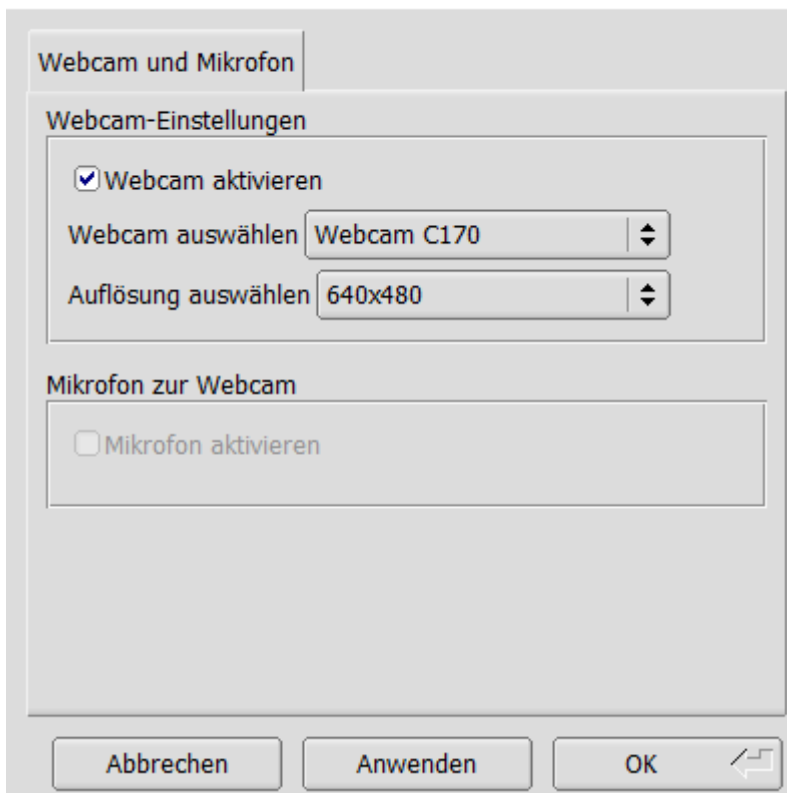 Webcam und Mikrofon
Webcam-Einstellungen
Webcam aktivieren
Webcam auswählen Webcam C170
Auflösung auswählen 640x480
Mikrofon zur Webcam
Mikrofon aktivieren
Abbrechen Anwenden OK